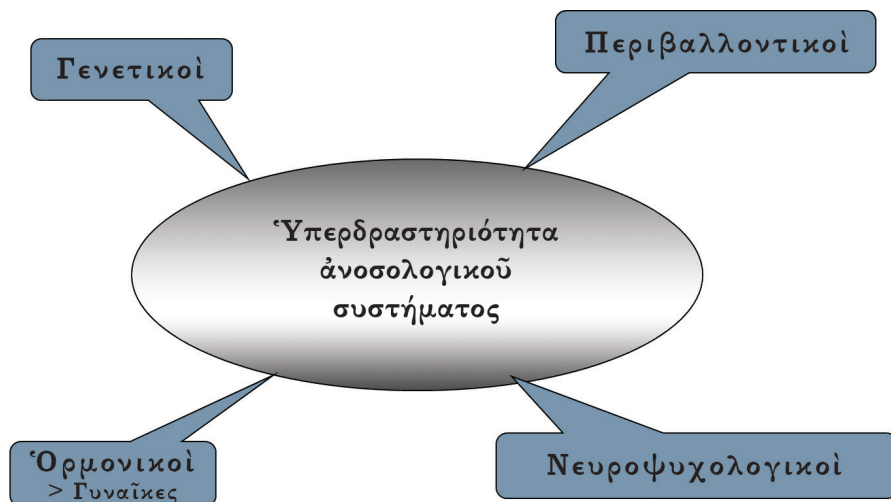 Γενετικοὶ
Περιβαλλοντικοὶ
Ὑπερδραστηριότητα
ἀνοσολογικοῦ
συστήματος
Ὁρμονικοὶ
> Γυναῖκες
Νευροψυχολογικοὶ